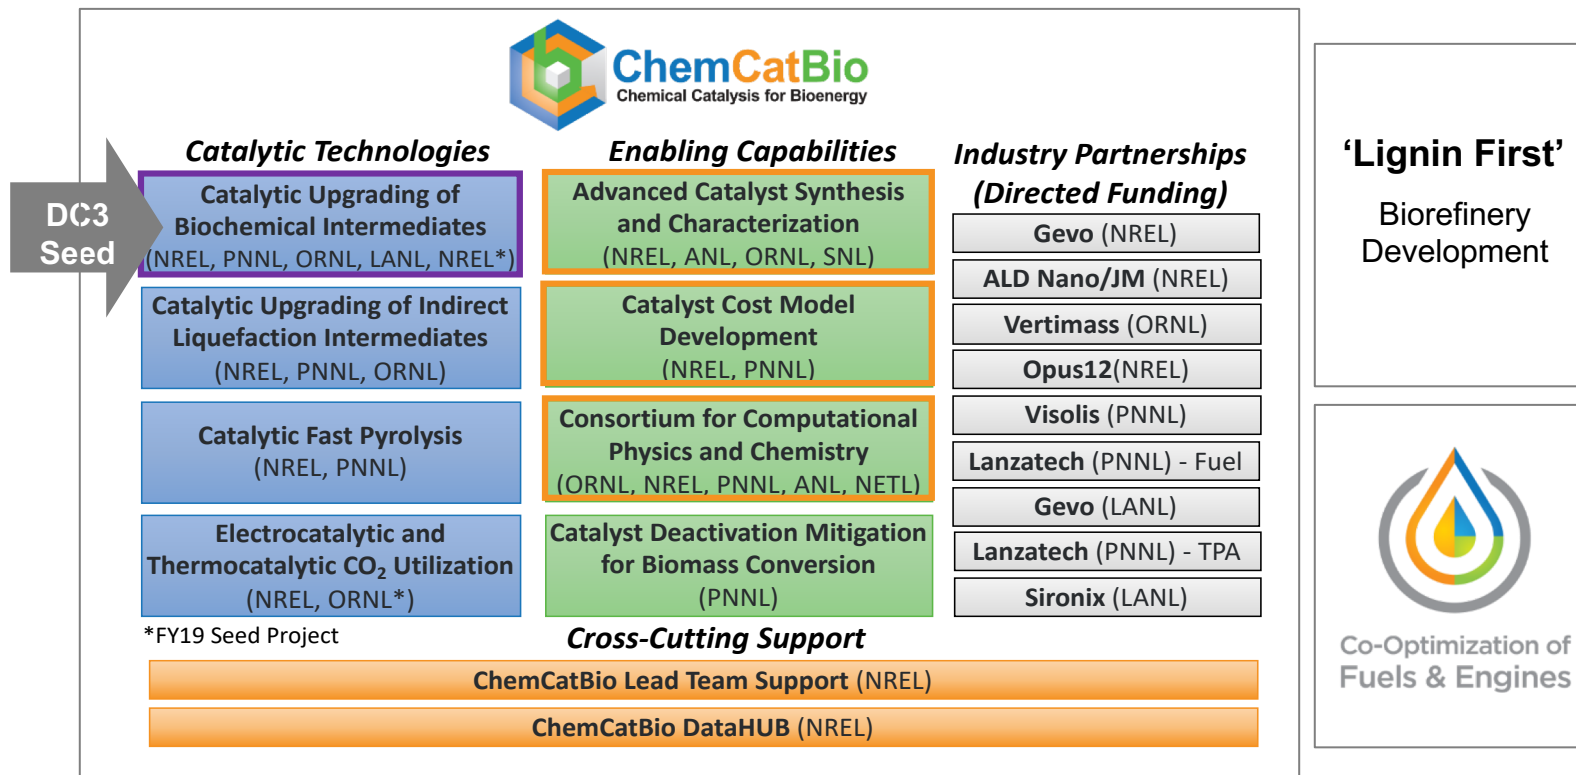 ChemCatBio
Chemical Catalysis for Bioenergy
DC3
Seed
Catalytic Technologies
Catalytic Upgrading of
Biochemical Intermediates
(NREL, PNNL, ORNL, LANL, NREL*)
Catalytic Upgrading of Indirect
Liquefaction Intermediates
(NREL, PNNL, ORNL)
Catalytic Fast Pyrolysis
(NREL, PNNL)
Electrocatalytic and
Thermocatalytic CO₂ Utilization
(NREL, ORNL*)
*FY19 Seed Project
Enabling Capabilities
Advanced Catalyst Synthesis
and Characterization
(NREL, ANL, ORNL, SNL)
Catalyst Cost Model
Development
(NREL, PNNL)
Consortium for Computational
Physics and Chemistry
(ORNL, NREL, PNNL, ANL, NETL)
Catalyst Deactivation Mitigation
for Biomass Conversion
(PNNL)
Industry Partnerships
(Directed Funding)
Gevo (NREL)
ALD Nano/JM (NREL)
Vertimass (ORNL)
Opus12(NREL)
Visolis (PNNL)
Lanzatech (PNNL) - Fuel
Gevo (LANL)
Lanzatech (PNNL) - TPA
Sironix (LANL)
Cross-Cutting Support
ChemCatBio Lead Team Support (NREL)
ChemCatBio DataHUB (NREL)
‘Lignin First’
Biorefinery
Development
Co-Optimization of
Fuels & Engines